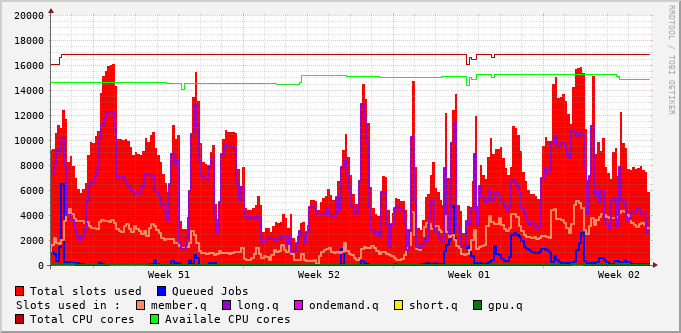 RRDTOOL / TOBI OETIKER
20000
18000
16000
14000
12000
10000
8000
6000
4000
2000
0
Week 51 Week 52 Week 01 Week 02
Total slots used Queued Jobs
Slots used in : member.q long.q ondemand.q short.q gpu.q
Total CPU cores Availale CPU cores